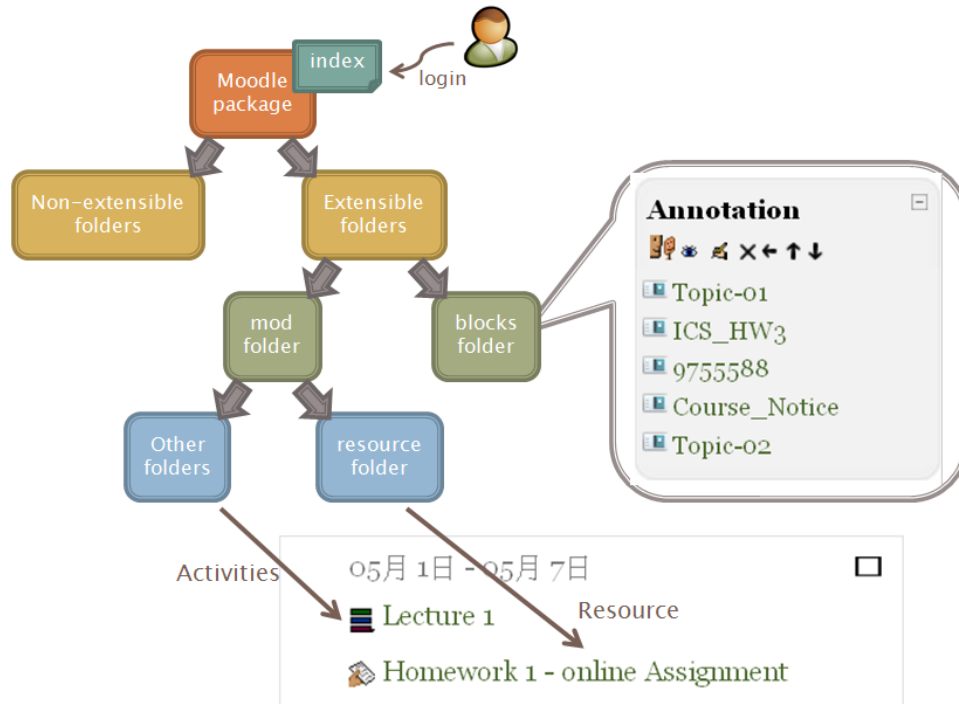 index
login
Moodle
package
Non-extensible
folders
Extensible
folders
mod
folder
blocks
folder
Other
folders
resource
folder
Annotation
Topic-01
ICS_HW3
9755588
Course_Notice
Topic-02
Activities
Resource
05月 1日 - 05月 7日
Lecture 1
Homework 1 - online Assignment